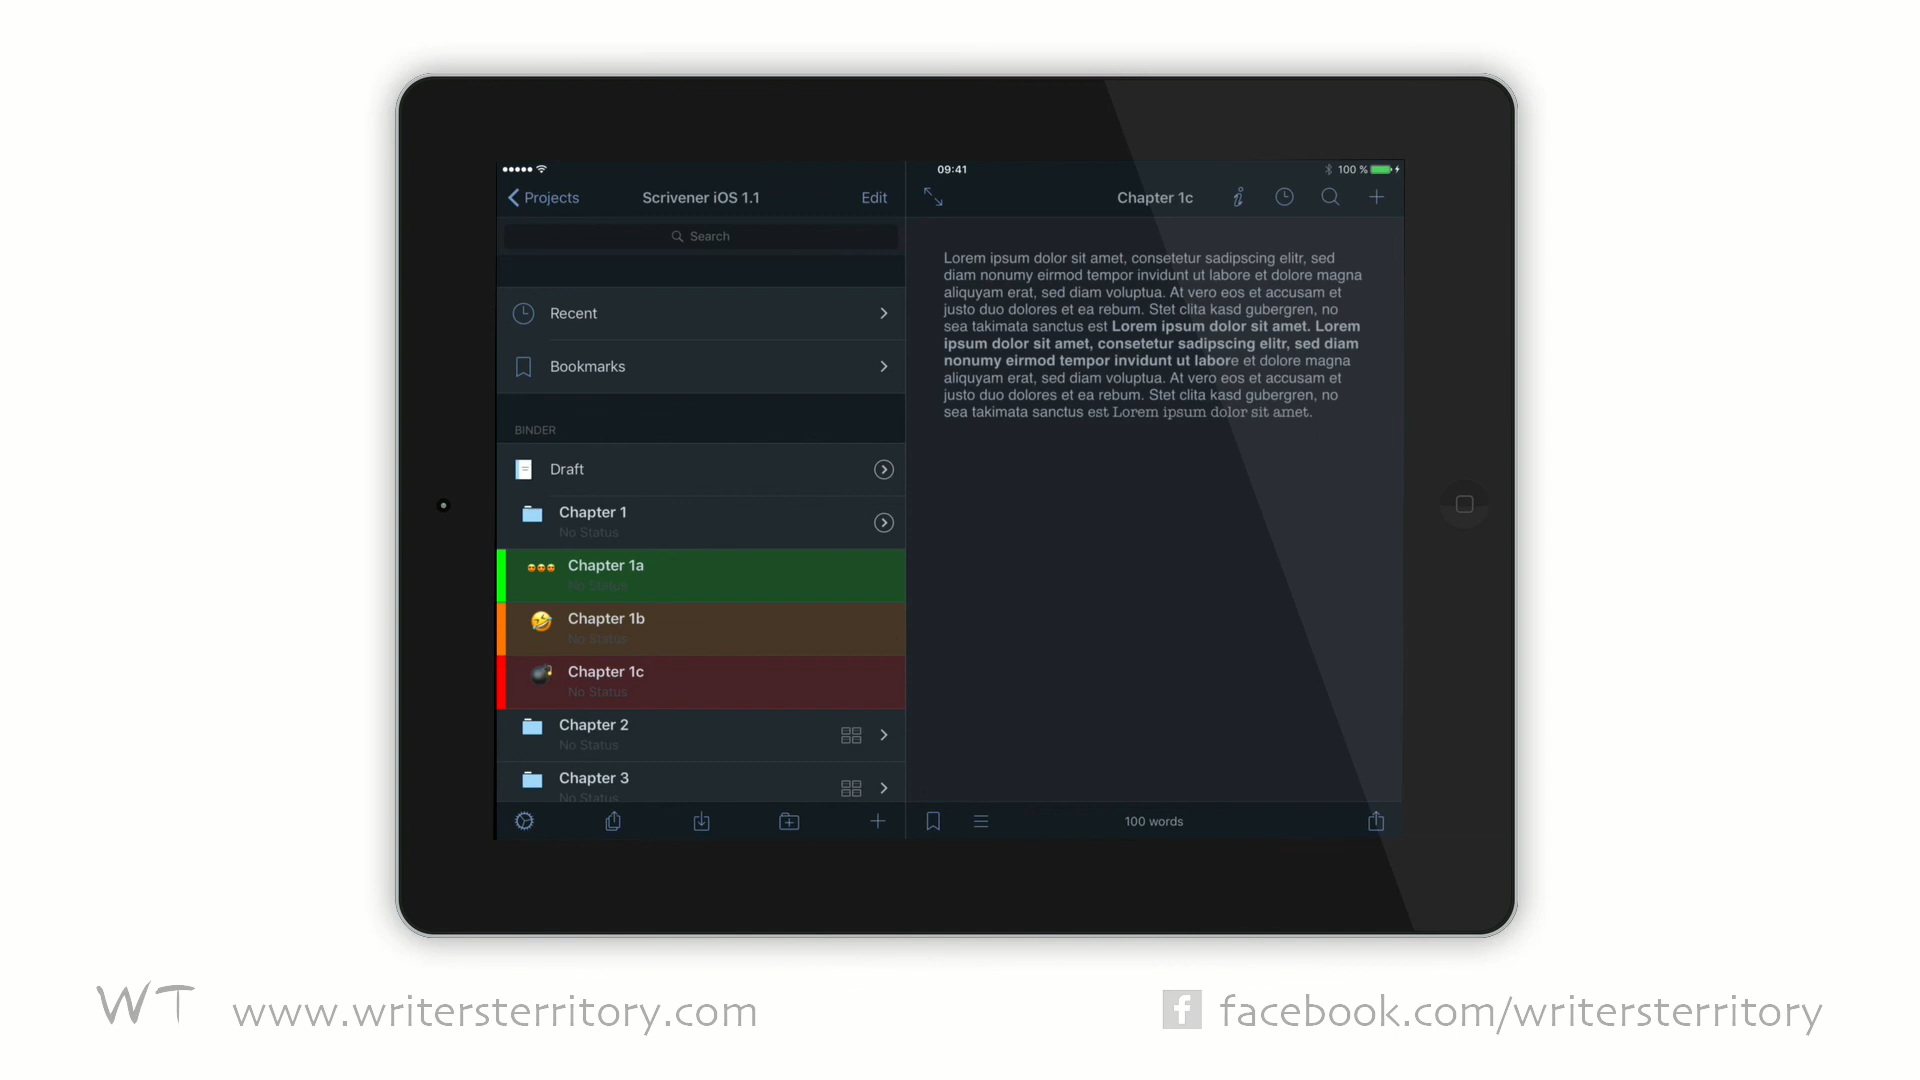 09:41
100 %
Projects
Scrivener iOS 1.1
Edit
Chapter 1c
Search
Recent
Bookmarks
BINDER
Draft
Chapter 1
No Status
Chapter 1a
No Status
Chapter 1b
No Status
Chapter 1c
No Status
Chapter 2
No Status
Chapter 3
No Status
Lorem ipsum dolor sit amet, consetetur sadipscing elitr, sed
diam nonumy eirmod tempor invidunt ut labore et dolore magna
aliquyam erat, sed diam voluptua. At vero eos et accusam et
justo duo dolores et ea rebum. Stet clita kasd gubergren, no
sea takimata sanctus est Lorem ipsum dolor sit amet. Lorem
ipsum dolor sit amet, consetetur sadipscing elitr, sed diam
nonumy eirmod tempor invidunt ut labore et dolore magna
aliquyam erat, sed diam voluptua. At vero eos et accusam et
justo duo dolores et ea rebum. Stet clita kasd gubergren, no
sea takimata sanctus est Lorem ipsum dolor sit amet.
100 words
WT www.writersterritory.com
f facebook.com/writersterritory